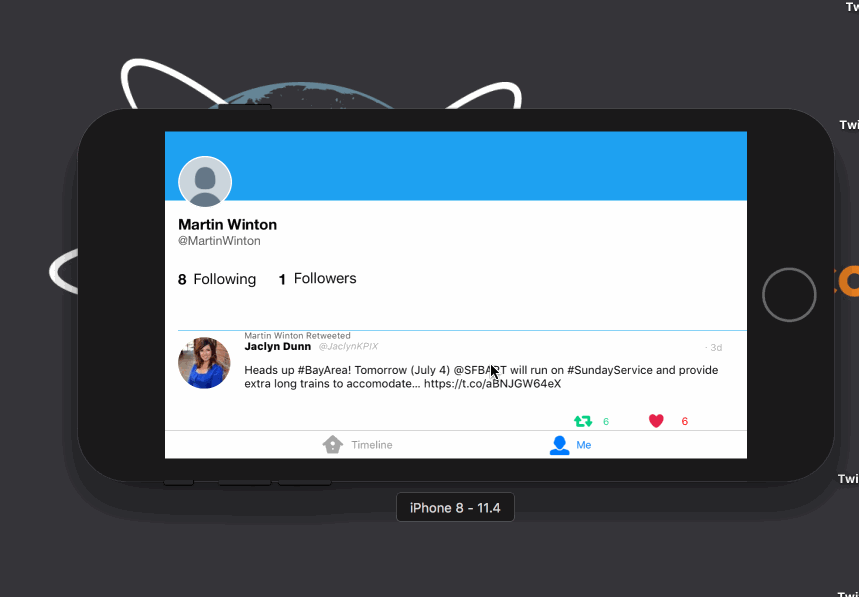 Tw
Twi
Martin Winton
@MartinWinton
8 Following 1 Followers
Martin Winton Retweeted
Jaclyn Dunn @JaclynKPIX · 3d
Heads up #BayArea! Tomorrow (July 4) @SFBART will run on #SundayService and provide
extra long trains to accomodate... https://t.co/aBNJGW64eX
6 6
Timeline Me
Twi
iPhone 8 - 11.4
Twi